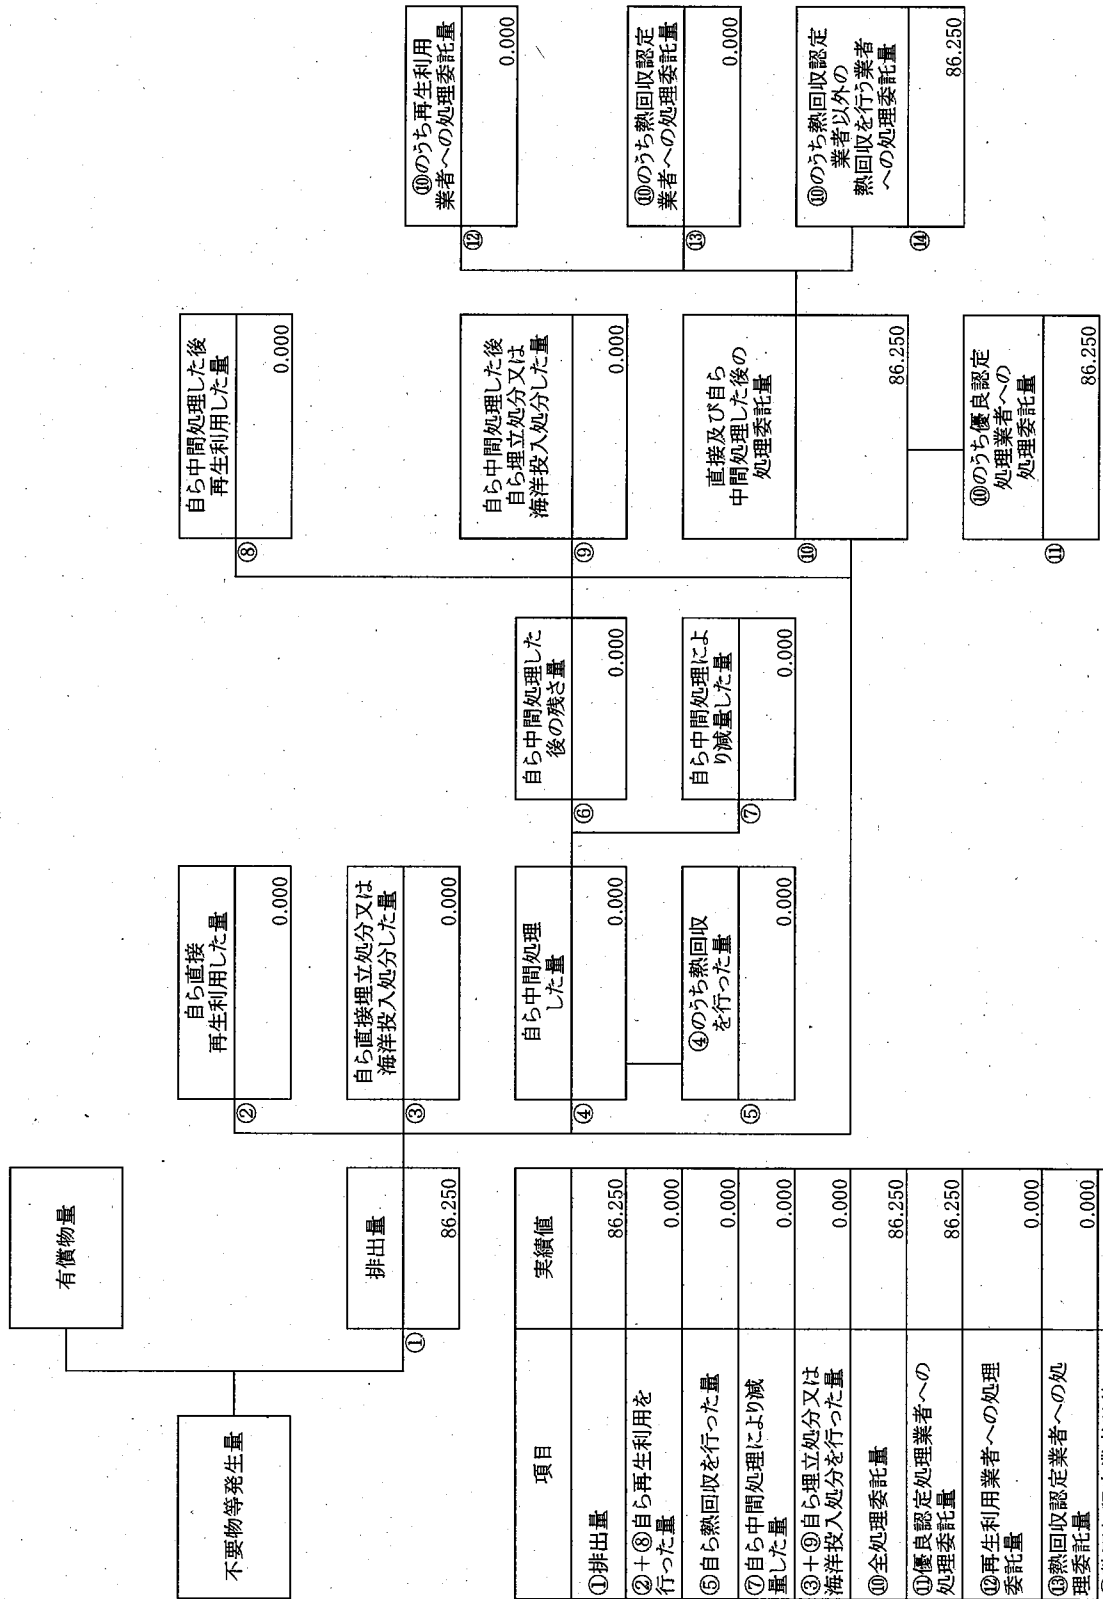 有償物量
不要物等発生量
排出量
①
86.250
自ら直接
再生利用した量
②
0.000
自ら直接埋立処分又は
海洋投入処分した量
③
0.000
自ら中間処理
した量
④
0.000
④のうち熱回収
を行った量
⑤
0.000
自ら中間処理した
後の残さ量
⑥
0.000
自ら中間処理によ
り減量した量
⑦
0.000
自ら中間処理した後
再生利用した量
⑧
0.000
自ら中間処理した後
自ら埋立処分又は
海洋投入処分した量
⑨
0.000
直接及び自ら
中間処理した後の
処理委託量
⑩
86.250
⑩のうち優良認定
処理業者への
処理委託量
⑪
86.250
⑩のうち再生利用
業者への処理委託量
⑫
0.000
⑩のうち熱回収認定
業者への処理委託量
⑬
0.000
⑩のうち熱回収認定
業者以外の
熱回収を行う業者
への処理委託量
⑭
86.250
項目 実績値
①排出量 86.250
②+⑧自ら再生利用を
行った量 0.000
⑤自ら熱回収を行った量 0.000
⑦自ら中間処理により減
量した量 0.000
③+⑨自ら埋立処分又は
海洋投入処分を行った量 0.000
⑩全処理委託量 86.250
⑪優良認定処理業者への
処理委託量 86.250
⑫再生利用業者への処理
委託量 0.000
⑬熱回収認定業者への処
理委託量 0.000